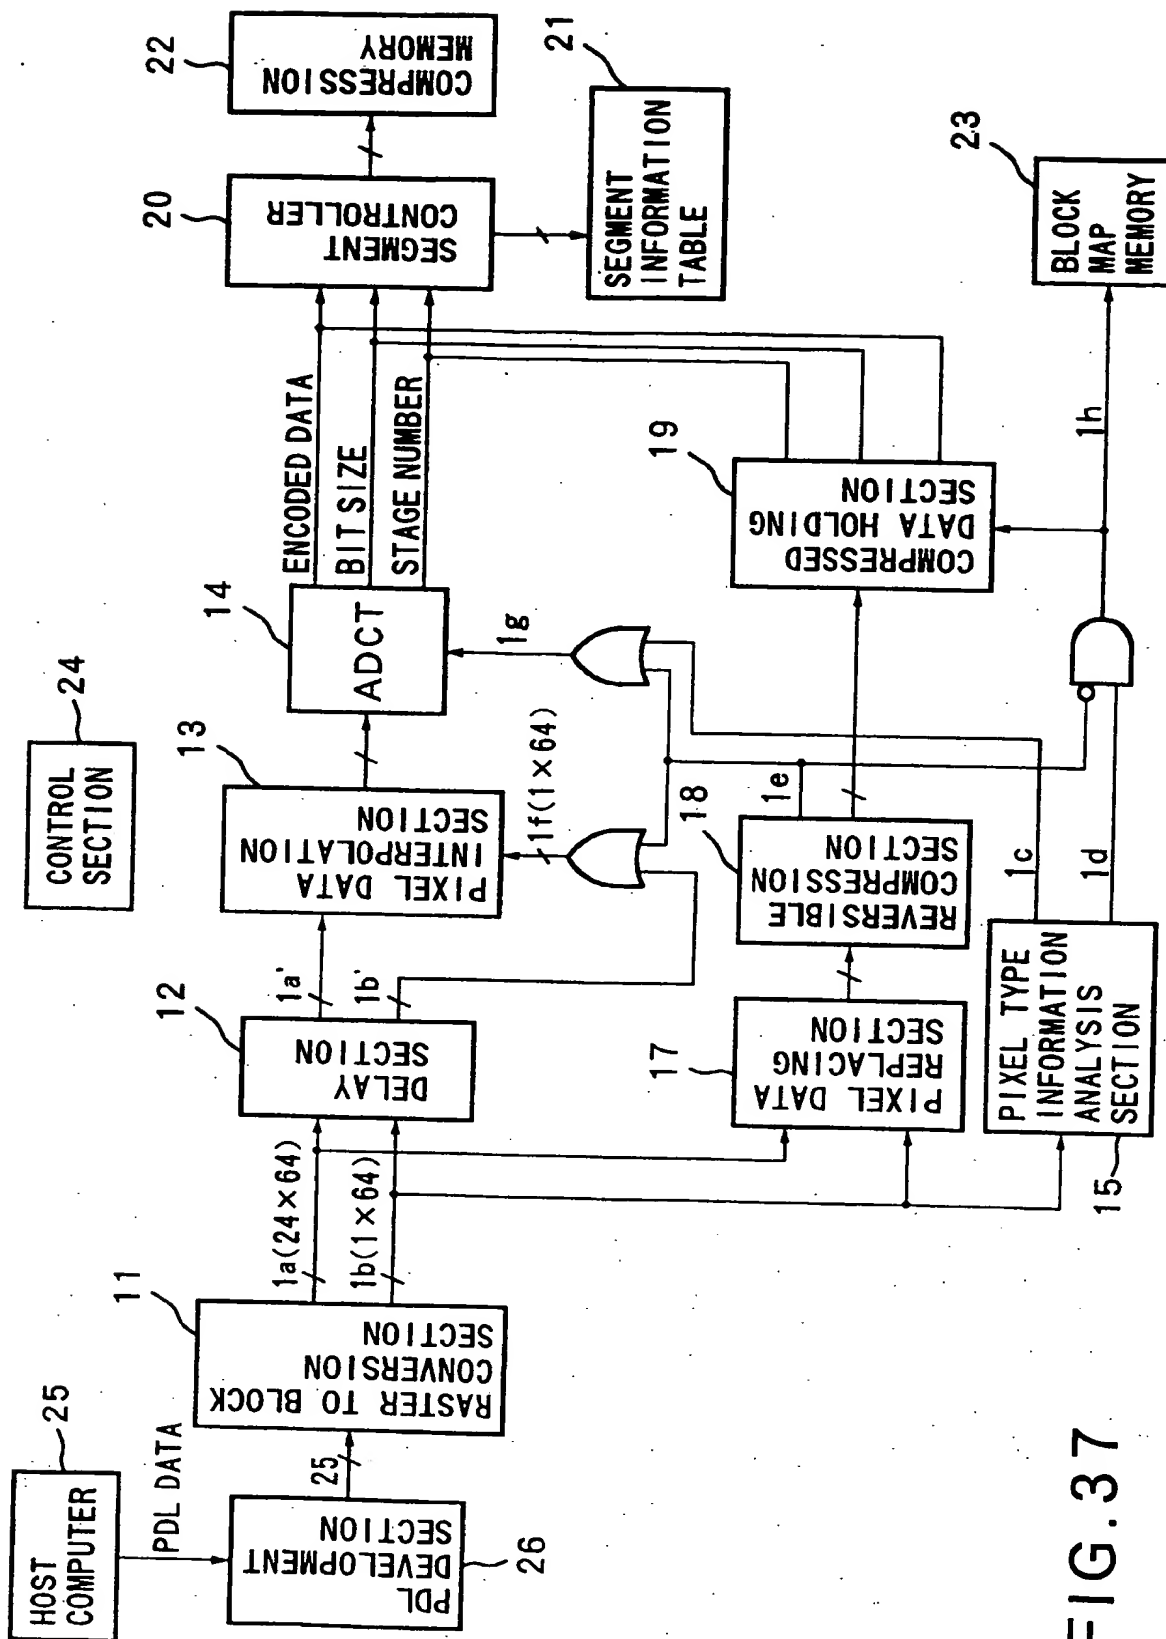 HOST
COMPUTER
25
PDL DATA
PDL
DEVELOPMENT
SECTION
26
25
RASTER TO BLOCK
CONVERSION
SECTION
11
1a(24×64)
1b(1×64)
DELAY
SECTION
12
1a'
1b'
PIXEL DATA
INTERPOLATION
SECTION
13
CONTROL
SECTION
24
1f(1×64)
ADCT
14
1g
ENCODED DATA
BIT SIZE
STAGE NUMBER
SEGMENT
CONTROLLER
20
COMPRESSION
MEMORY
22
SEGMENT
INFORMATION
TABLE
21
PIXEL DATA
REPLACING
SECTION
17
REVERSIBLE
COMPRESSION
SECTION
18
1e
COMPRESSED
DATA HOLDING
SECTION
19
PIXEL TYPE
INFORMATION
ANALYSIS
SECTION
15
1c
1d
1h
BLOCK
MAP
MEMORY
23
FIG.37